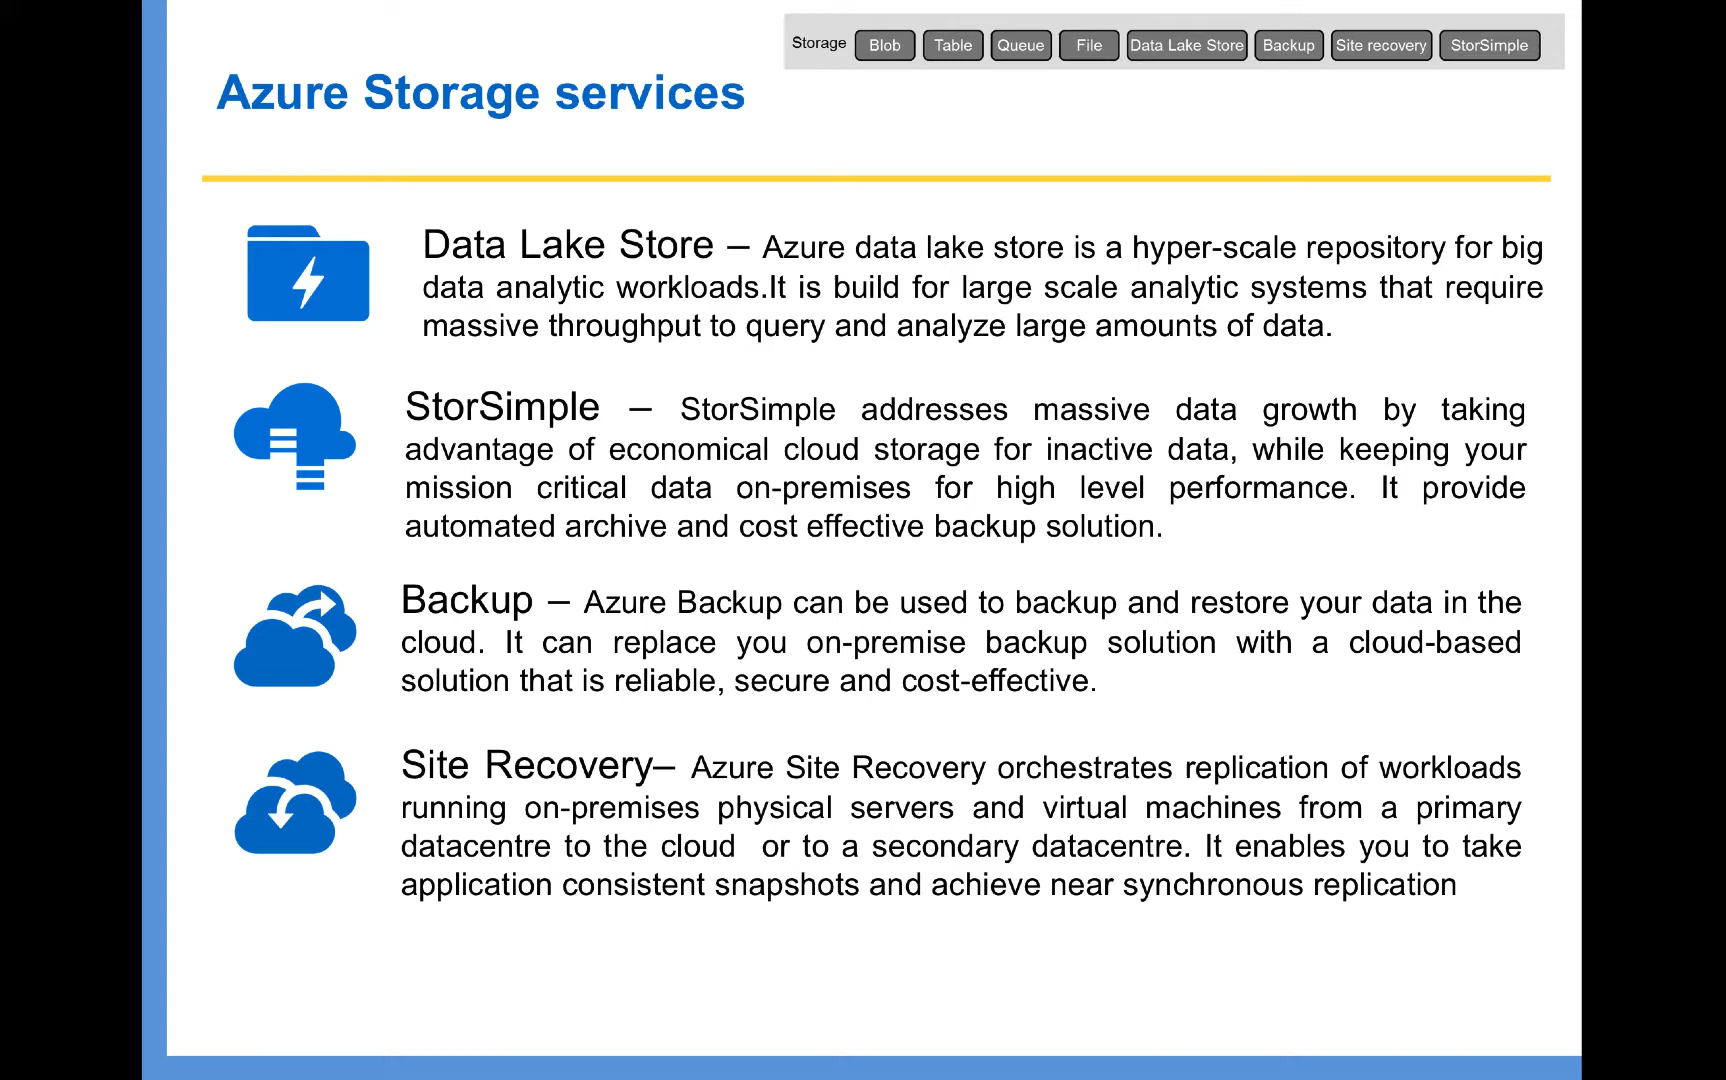 Storage Blob Table Queue File Data Lake Store Backup Site recovery StorSimple
Azure Storage services
Data Lake Store – Azure data lake store is a hyper-scale repository for big
data analytic workloads.It is build for large scale analytic systems that require
massive throughput to query and analyze large amounts of data.
StorSimple – StorSimple addresses massive data growth by taking
advantage of economical cloud storage for inactive data, while keeping your
mission critical data on-premises for high level performance. It provide
automated archive and cost effective backup solution.
Backup – Azure Backup can be used to backup and restore your data in the
cloud. It can replace you on-premise backup solution with a cloud-based
solution that is reliable, secure and cost-effective.
Site Recovery– Azure Site Recovery orchestrates replication of workloads
running on-premises physical servers and virtual machines from a primary
datacentre to the cloud or to a secondary datacentre. It enables you to take
application consistent snapshots and achieve near synchronous replication